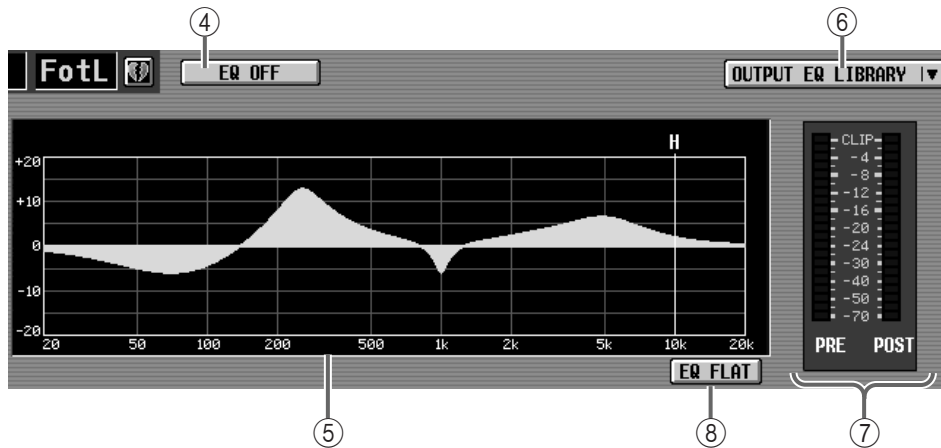 ④ ⑥
FotL EQ OFF OUTPUT EQ LIBRARY
H
+20
+10
0
-10
-20
20 50 100 200 500 1k 2k 5k 10k 20k
CLIP
-4
-8
-12
-16
-20
-24
-30
-40
-50
-70
PRE POST
EQ FLAT
⑤ ⑧ ⑦